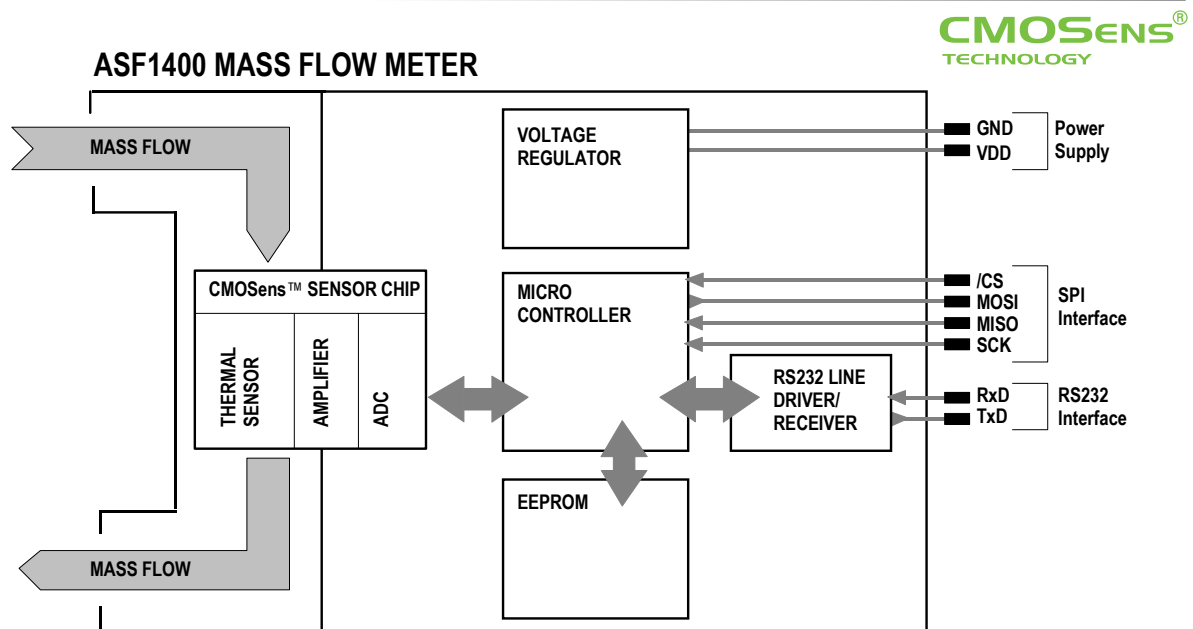 CMOSENS®
TECHNOLOGY
ASF1400 MASS FLOW METER
MASS FLOW
VOLTAGE
REGULATOR
GND
VDD
Power
Supply
CMOSens™ SENSOR CHIP
THERMAL
SENSOR
AMPLIFIER
ADC
MICRO
CONTROLLER
/CS
MOSI
MISO
SCK
SPI
Interface
RS232 LINE
DRIVER/
RECEIVER
RxD
TxD
RS232
Interface
EEPROM
MASS FLOW